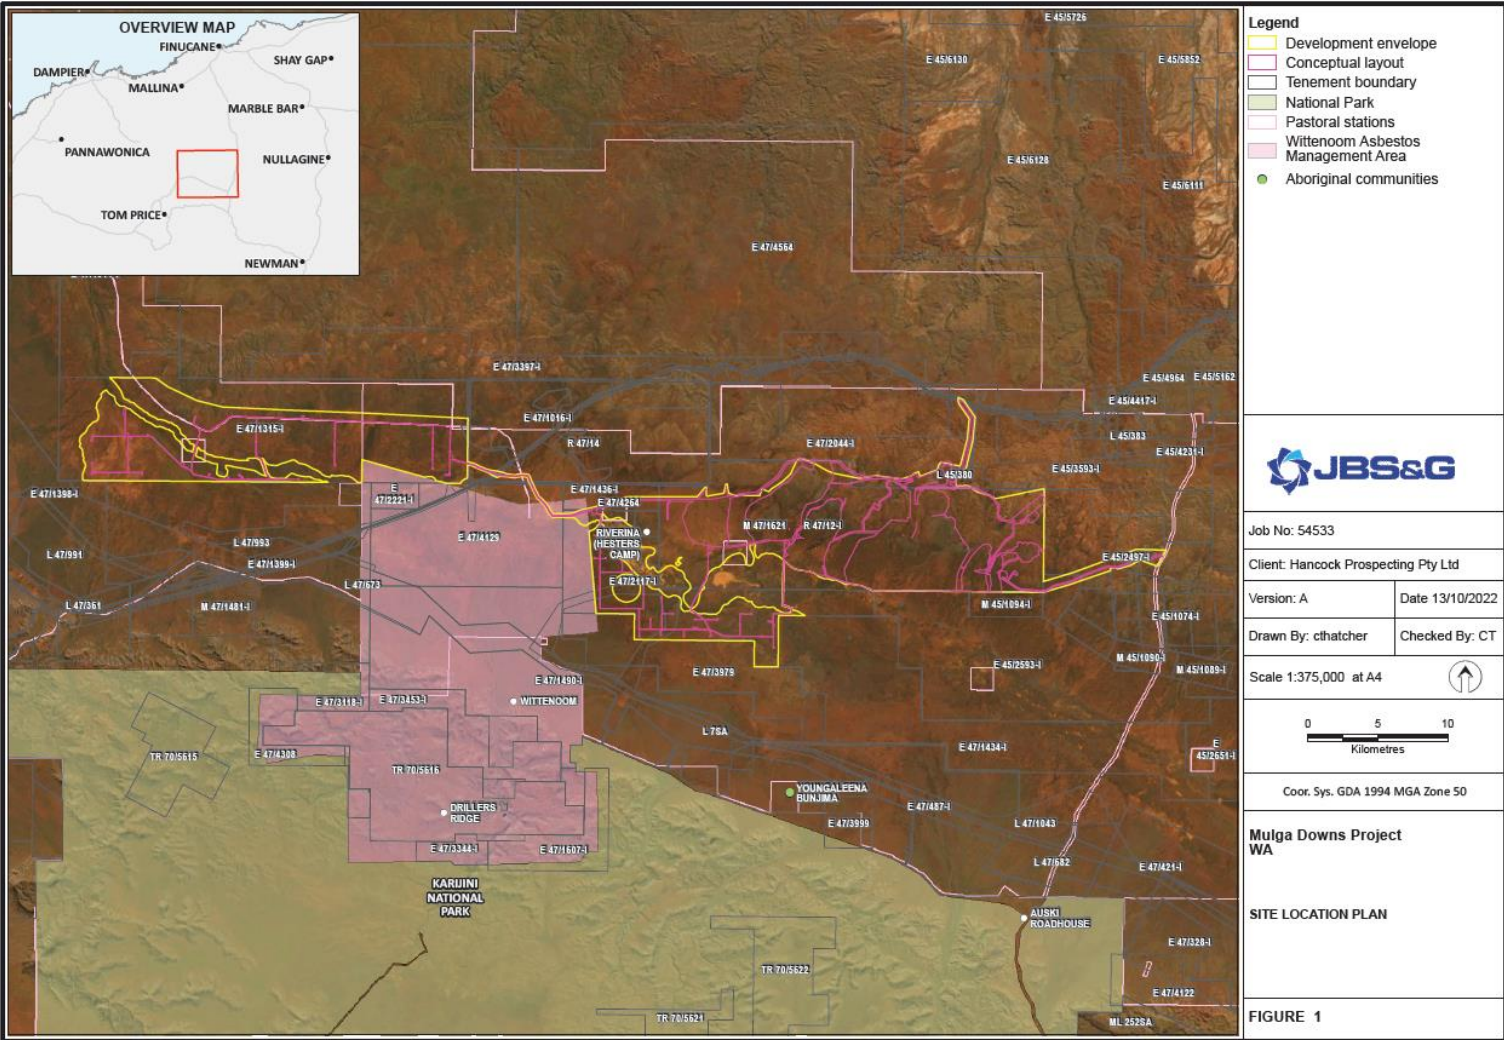 OVERVIEW MAP
FINUCANE
SHAY GAP
DAMPIER
MALLINA
MARBLE BAR
PANNAWONICA
NULLAGINE
TOM PRICE
NEWMAN
E 45/5726
E 45/6130
E 45/5852
E 45/6128
E 45/6111
E 47/4564
E 47/3397-I
E 45/4964
E 45/5162
E 45/4417-I
E 47/1016-I
E 47/1315-I
R 47/14
E 47/2044-I
L 45/383
E 45/4231-I
E 45/3593-I
L 45/380
E 47/1398-I
E
47/2221-I
E 47/1436-I
E 47/4264
M 47/1621
R 47/12-I
RIVERINA
(HESTERS
CAMP)
E 47/4129
L 47/993
L 47/991
E 47/1399-I
E 45/2497-I
L 47/673
E 47/2117-I
L 47/361
M 47/1481-I
M 45/1094-I
E 45/1074-I
M 45/1090-I
M 45/1089-I
E 45/2593-I
E 47/3979
E 47/1490-I
E 47/3118-I
E 47/3453-I
WITTENOOM
L 7SA
E 47/1434-I
E
45/2651-I
TR 70/5615
E 47/4308
TR 70/5616
YOUNGALEENA
BUNJIMA
DRILLERS
RIDGE
E 47/487-I
E 47/3999
L 47/1043
E 47/3344-I
E 47/1607-I
L 47/682
E 47/421-I
KARIJINI
NATIONAL
PARK
AUSKI
ROADHOUSE
E 47/328-I
TR 70/5622
E 47/4122
TR 70/5621
ML 252SA
Legend
Development envelope
Conceptual layout
Tenement boundary
National Park
Pastoral stations
Wittenoom Asbestos
Management Area
Aboriginal communities
JBS&G
Job No: 54533
Client: Hancock Prospecting Pty Ltd
Version: A
Date 13/10/2022
Drawn By: cthatcher
Checked By: CT
Scale 1:375,000 at A4
0 5 10
Kilometres
Coor. Sys. GDA 1994 MGA Zone 50
Mulga Downs Project
WA
SITE LOCATION PLAN
FIGURE 1